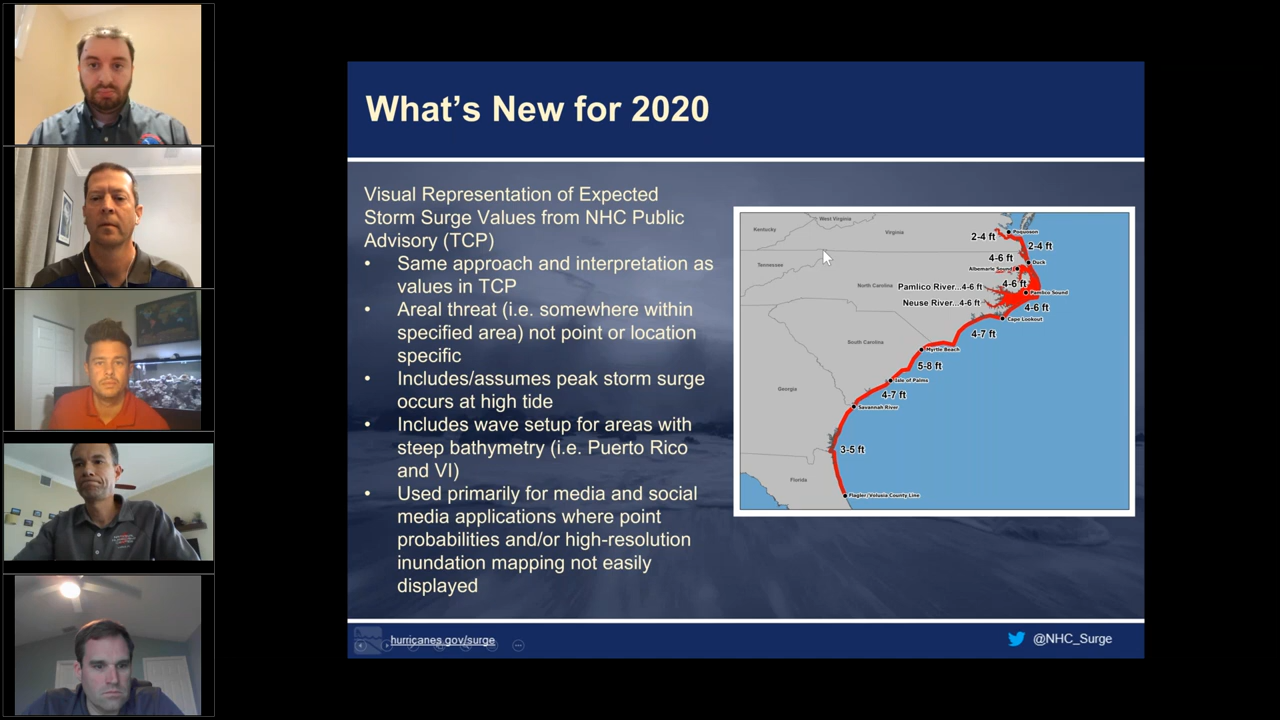 What's New for 2020
Visual Representation of Expected
Storm Surge Values from NHC Public
Advisory (TCP)
• Same approach and interpretation as
values in TCP
• Areal threat (i.e. somewhere within
specified area) not point or location
specific
• Includes/assumes peak storm surge
occurs at high tide
• Includes wave setup for areas with
steep bathymetry (i.e. Puerto Rico
and VI)
• Used primarily for media and social
media applications where point
probabilities and/or high-resolution
inundation mapping not easily
displayed
West Virginia
Kentucky
Virginia
2-4 ft
Poquoson
2-4 ft
4-6 ft
Duck
Tennessee
Albemarle Sound
North Carolina
Pamlico River...4-6 ft
4-6 ft
Pamlico Sound
Neuse River...4-6 ft
4-6 ft
Cape Lookout
4-7 ft
South Carolina
Myrtle Beach
5-8 ft
Isle of Palms
Georgia
4-7 ft
Savannah River
3-5 ft
Florida
Flagler/Volusia County Line
hurricanes.gov/surge
@NHC_Surge